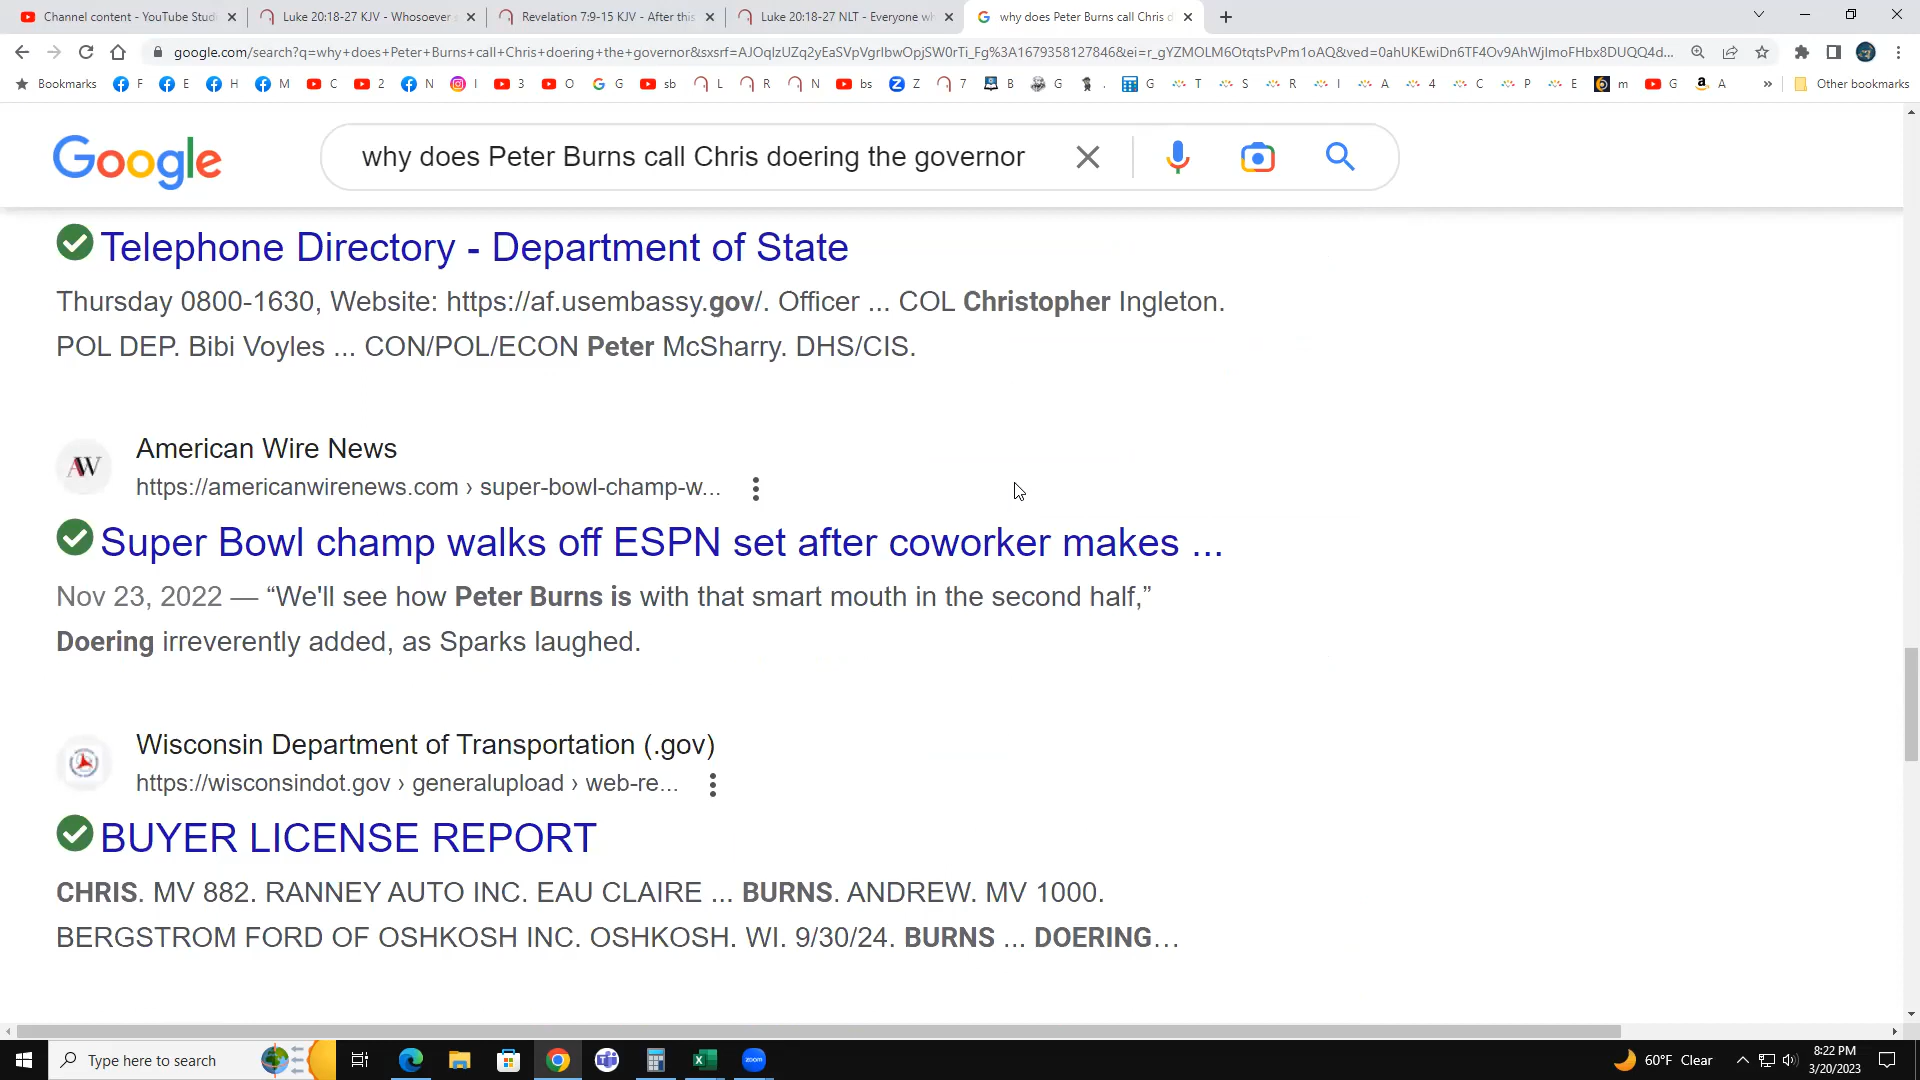 Channel content - YouTube Studi
Luke 20:18-27 KJV - Whosoever s
Revelation 7:9-15 KJV - After this
Luke 20:18-27 NLT - Everyone wh
why does Peter Burns call Chris d
google.com/search?q=why+does+Peter+Burns+call+Chris+doering+the+governor&sxsrf=AJOqlzUZq2yEaSVpVgrIbwOpjSW0rTi_Fg%3A1679358127846&ei=r_gYZMOLM6OtqtsPvPm1oAQ&ved=0ahUKEwiDn6TF4Ov9AhWjlmoFHbx8DUQQ4d...
Bookmarks F E H M C 2 N I 3 O G sb L R N bs Z 7 B G . G T S R I A 4 C P E m G A » Other bookmarks
Google
why does Peter Burns call Chris doering the governor
Telephone Directory - Department of State
Thursday 0800-1630, Website: https://af.usembassy.gov/. Officer ... COL Christopher Ingleton.
POL DEP. Bibi Voyles ... CON/POL/ECON Peter McSharry. DHS/CIS.
AW
American Wire News
https://americanwirenews.com › super-bowl-champ-w...
Super Bowl champ walks off ESPN set after coworker makes ...
Nov 23, 2022 — “We'll see how Peter Burns is with that smart mouth in the second half,”
Doering irreverently added, as Sparks laughed.
Wisconsin Department of Transportation (.gov)
https://wisconsindot.gov › generalupload › web-re...
BUYER LICENSE REPORT
CHRIS. MV 882. RANNEY AUTO INC. EAU CLAIRE ... BURNS. ANDREW. MV 1000.
BERGSTROM FORD OF OSHKOSH INC. OSHKOSH. WI. 9/30/24. BURNS ... DOERING...
Type here to search
zoom
60°F Clear
8:22 PM
3/20/2023